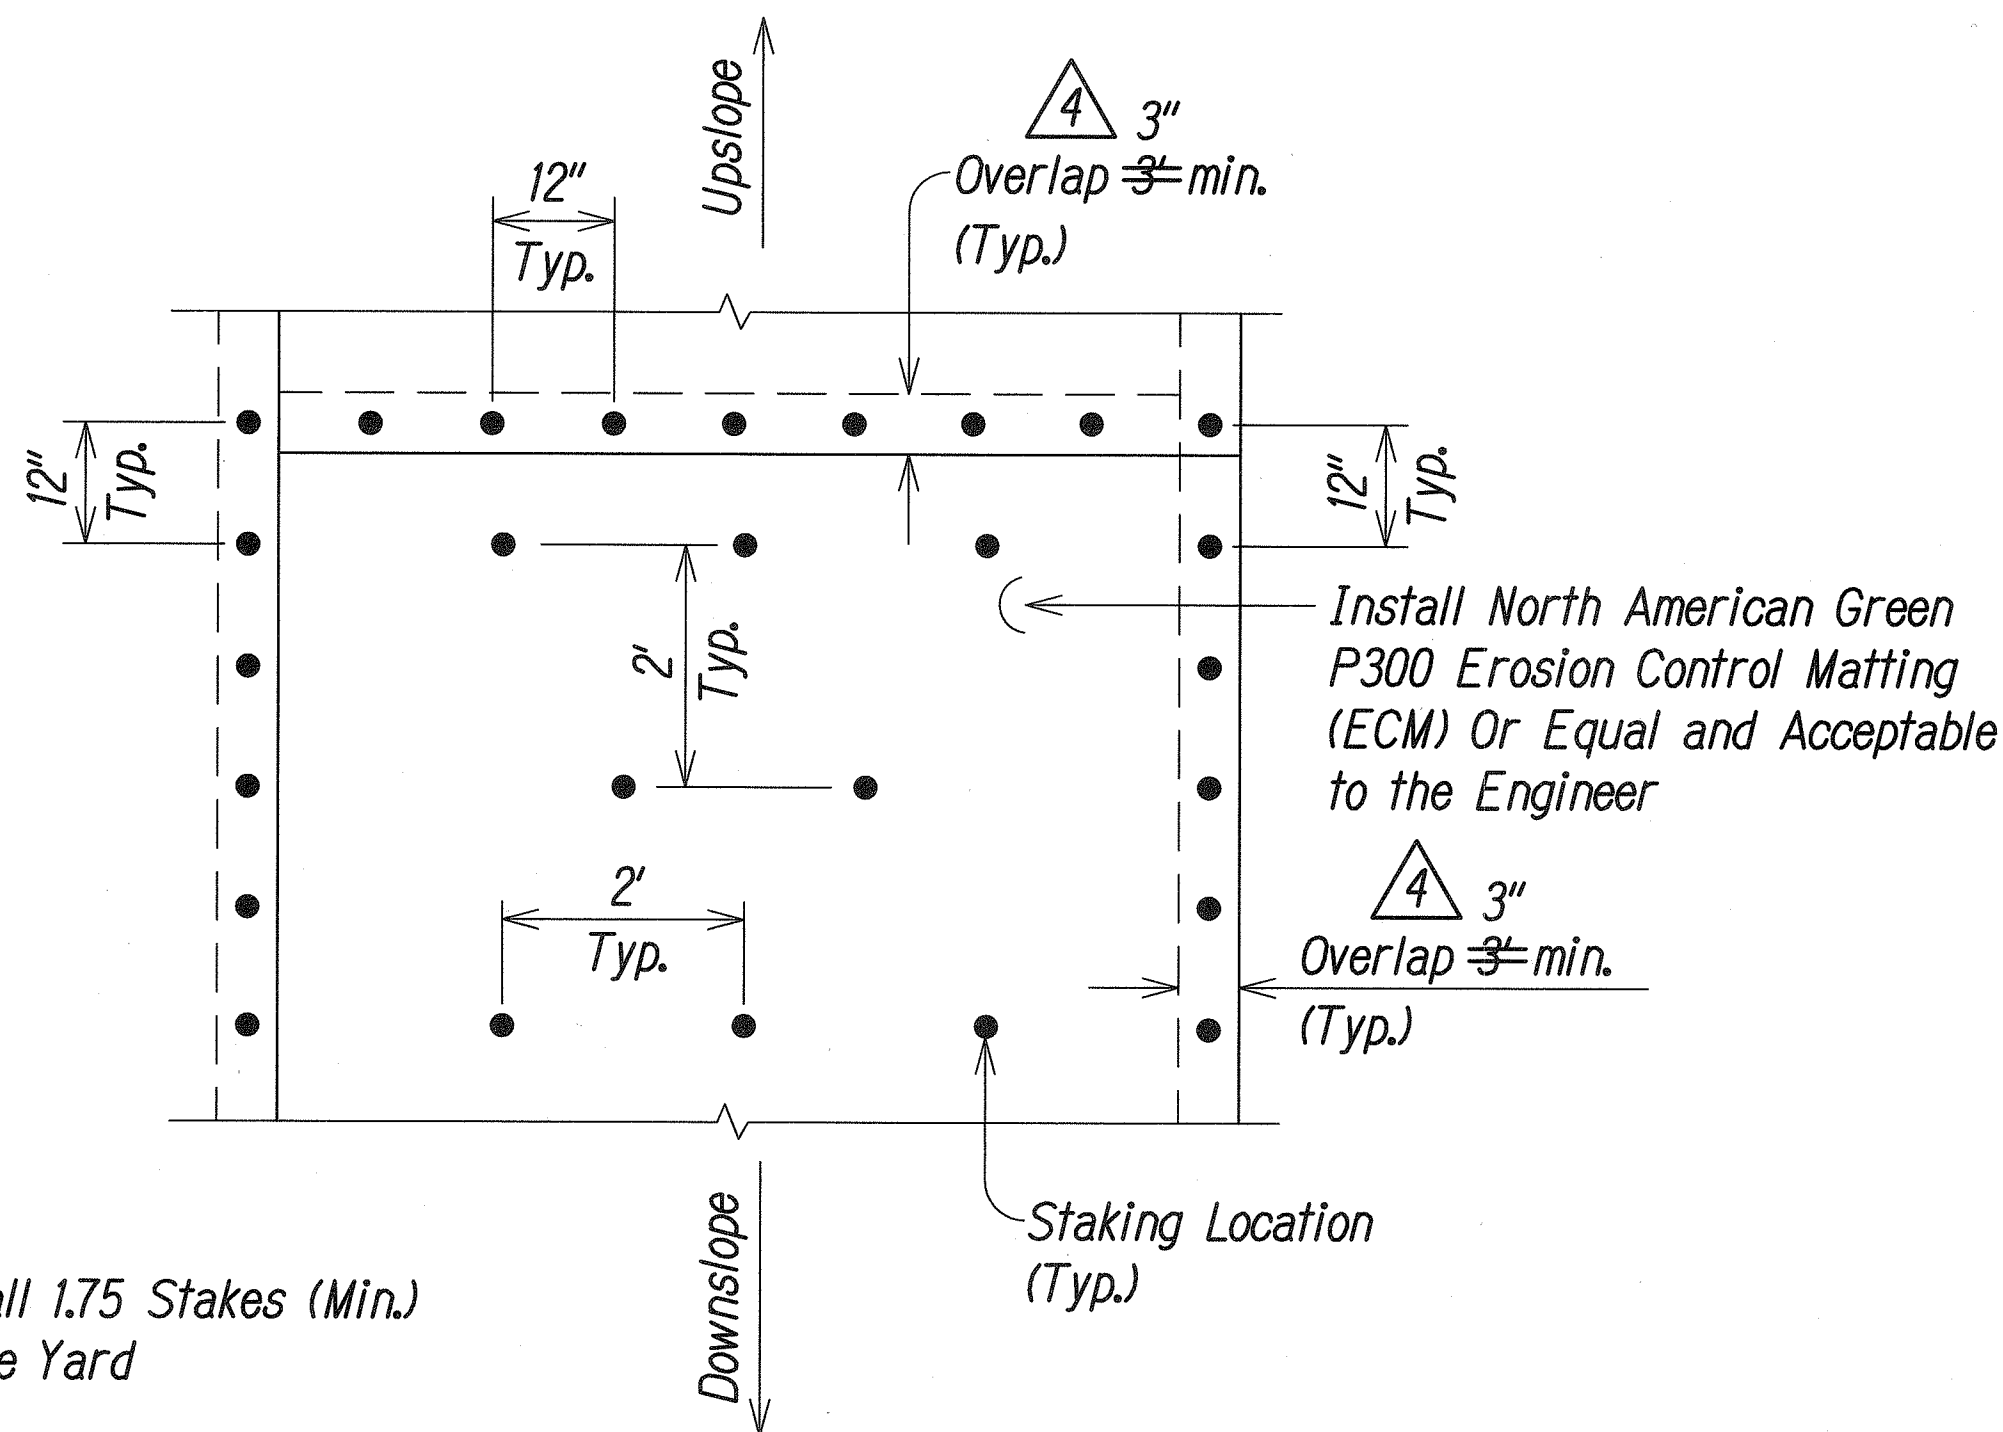 Upslope
4
3"
Overlap 3' min.
(Typ.)
12"
Typ.
12"
Typ.
12"
Typ.
2'
Typ.
Install North American Green
P300 Erosion Control Matting
(ECM) Or Equal and Acceptable
to the Engineer
4
3"
Overlap 3' min.
(Typ.)
2'
Typ.
Staking Location
(Typ.)
Downslope
1.75 Stakes (Min.)
Yard